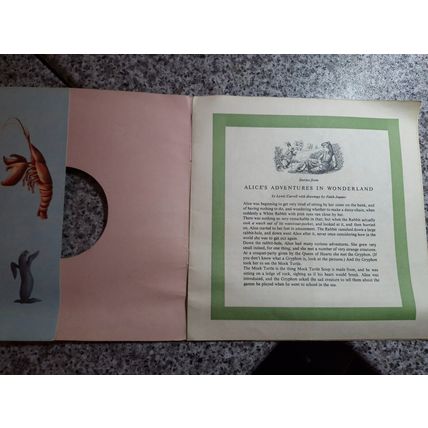 Stories from
ALICE'S ADVENTURES IN WONDERLAND
by Lewis Carroll with drawings by Faith Jaques
Alice was beginning to get very tired of sitting by her sister on the bank, and
of having nothing to do, and wondering whether to make a daisy-chain, when
suddenly a White Rabbit with pink eyes ran close by her.
There was nothing so very remarkable in that; but when the Rabbit actually
took a watch out of its waistcoat-pocket, and looked at it, and then hurried
on, Alice started to her feet in amazement. The Rabbit vanished down a large
rabbit-hole, and down went Alice after it, never once considering how in the
world she was to get out again.
Down the rabbit-hole, Alice had many curious adventures. She grew very
small indeed, for one thing, and she met a number of very strange creatures.
At a croquet-party given by the Queen of Hearts she met the Gryphon. (If
you don't know what a Gryphon is, look at the pictures.) And the Gryphon
took her to see the Mock Turtle.
The Mock Turtle is the thing Mock Turtle Soup is made from, and he was
sitting on a ledge of rock, sighing as if his heart would break. Alice was
introduced, and the Gryphon asked the sad creature to tell them about the
games he played when he went to school in the sea.